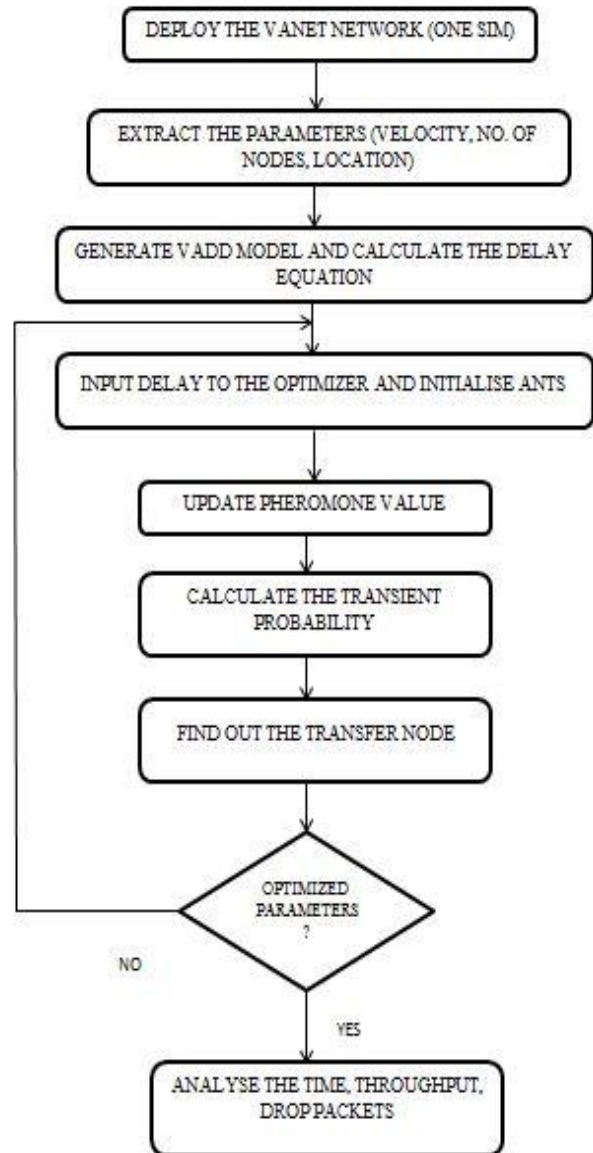 DEPLOY THE VANET NETWORK (ONE SIM)
EXTRACT THE PARAMETERS (VELOCITY, NO. OF
NODES, LOCATION)
GENERATE VADD MODEL AND CALCULATE THE DELAY
EQUATION
INPUT DELAY TO THE OPTIMIZER AND INITIALISE ANTS
UPDATE PHEROMONE VALUE
CALCULATE THE TRANSIENT
PROBABILITY
FIND OUT THE TRANSFER NODE
OPTIMIZED
PARAMETERS
?
NO
YES
ANALYSE THE TIME, THROUGHPUT,
DROP PACKETS